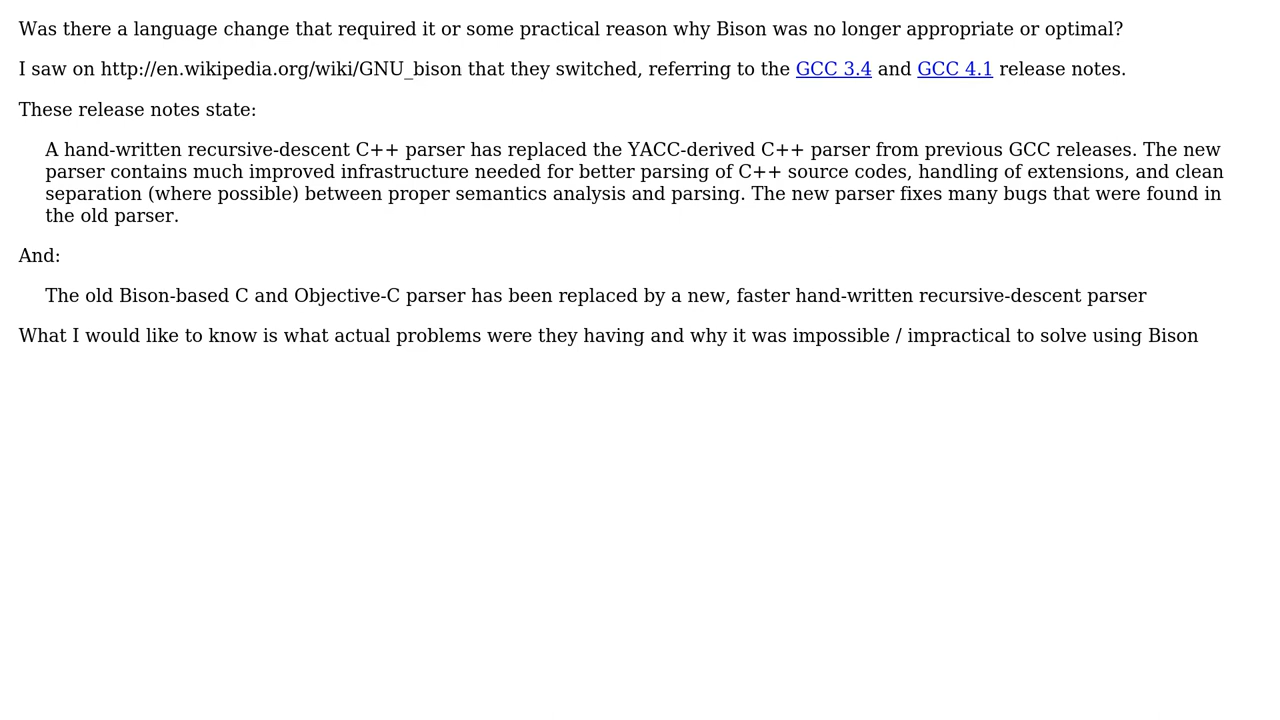 Was there a language change that required it or some practical reason why Bison was no longer appropriate or optimal?
I saw on http://en.wikipedia.org/wiki/GNU_bison that they switched, referring to the GCC 3.4 and GCC 4.1 release notes.
These release notes state:
A hand-written recursive-descent C++ parser has replaced the YACC-derived C++ parser from previous GCC releases. The new
parser contains much improved infrastructure needed for better parsing of C++ source codes, handling of extensions, and clean
separation (where possible) between proper semantics analysis and parsing. The new parser fixes many bugs that were found in
the old parser.
And:
The old Bison-based C and Objective-C parser has been replaced by a new, faster hand-written recursive-descent parser
What I would like to know is what actual problems were they having and why it was impossible / impractical to solve using Bison